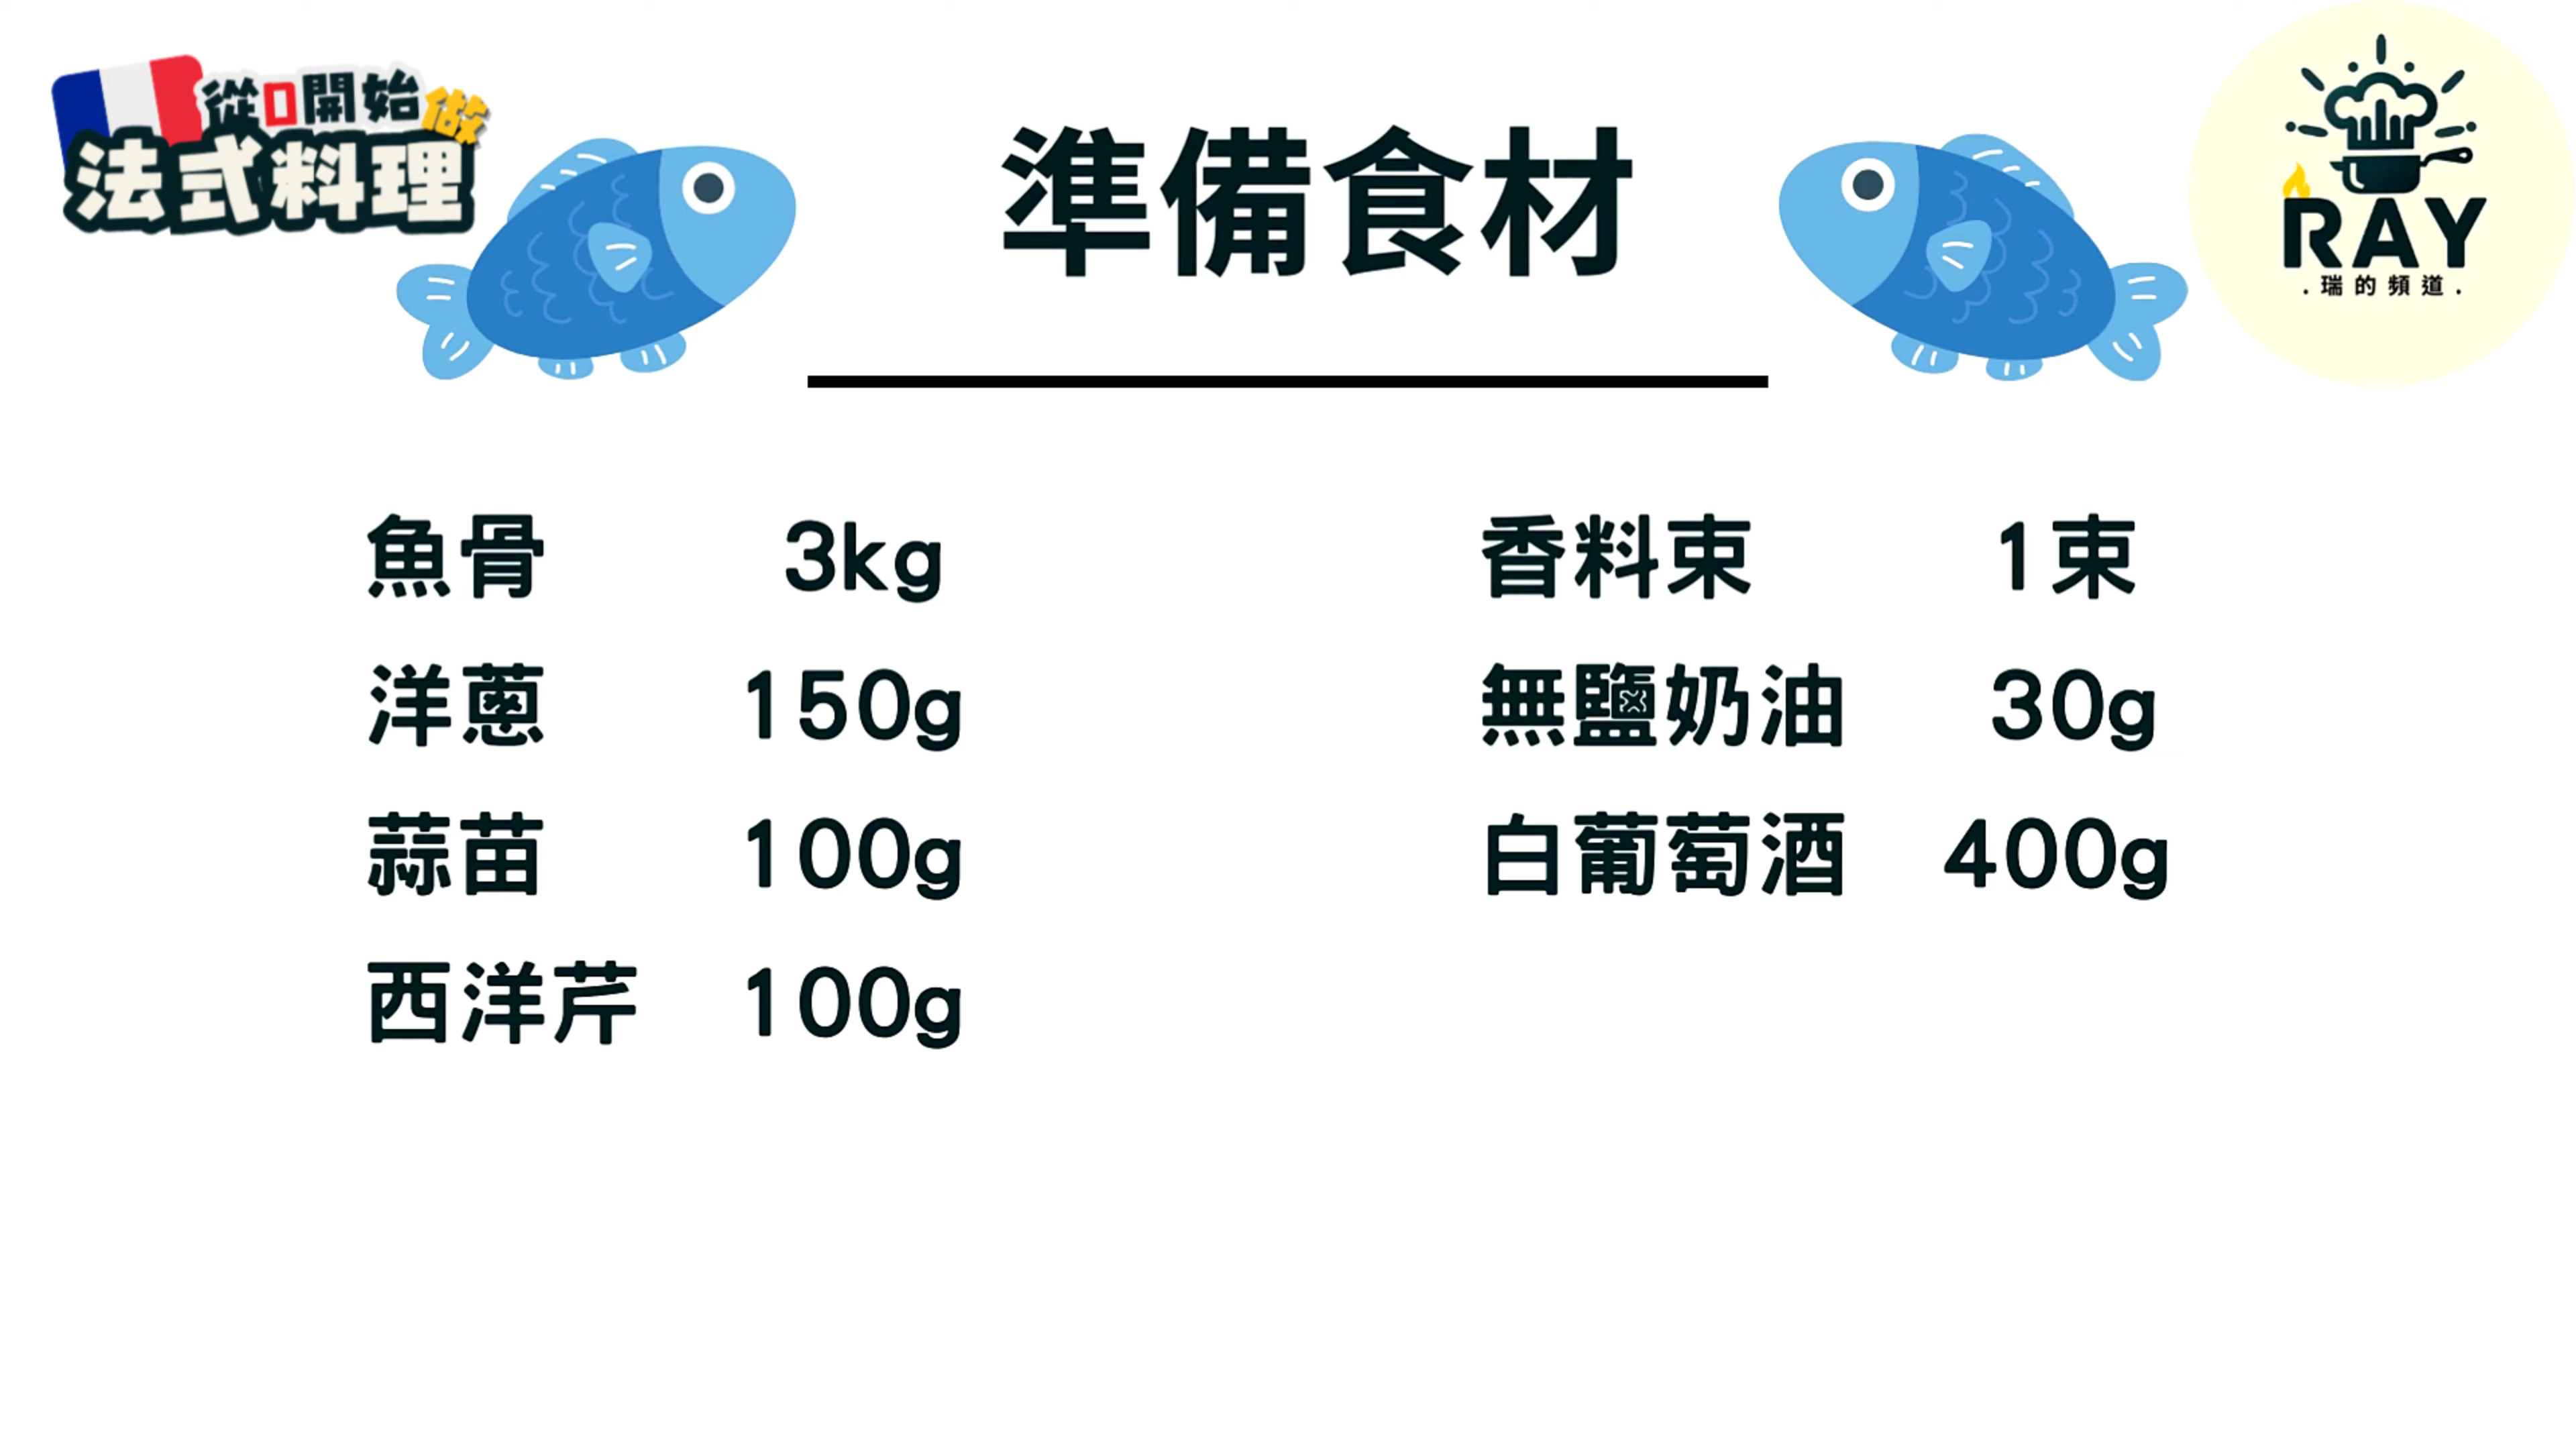 從0開始做
法式料理
準備食材
RAY
.瑞的頻道.
魚骨 3kg
洋蔥 150g
蒜苗 100g
西洋芹 100g
香料束 1束
無鹽奶油 30g
白葡萄酒 400g